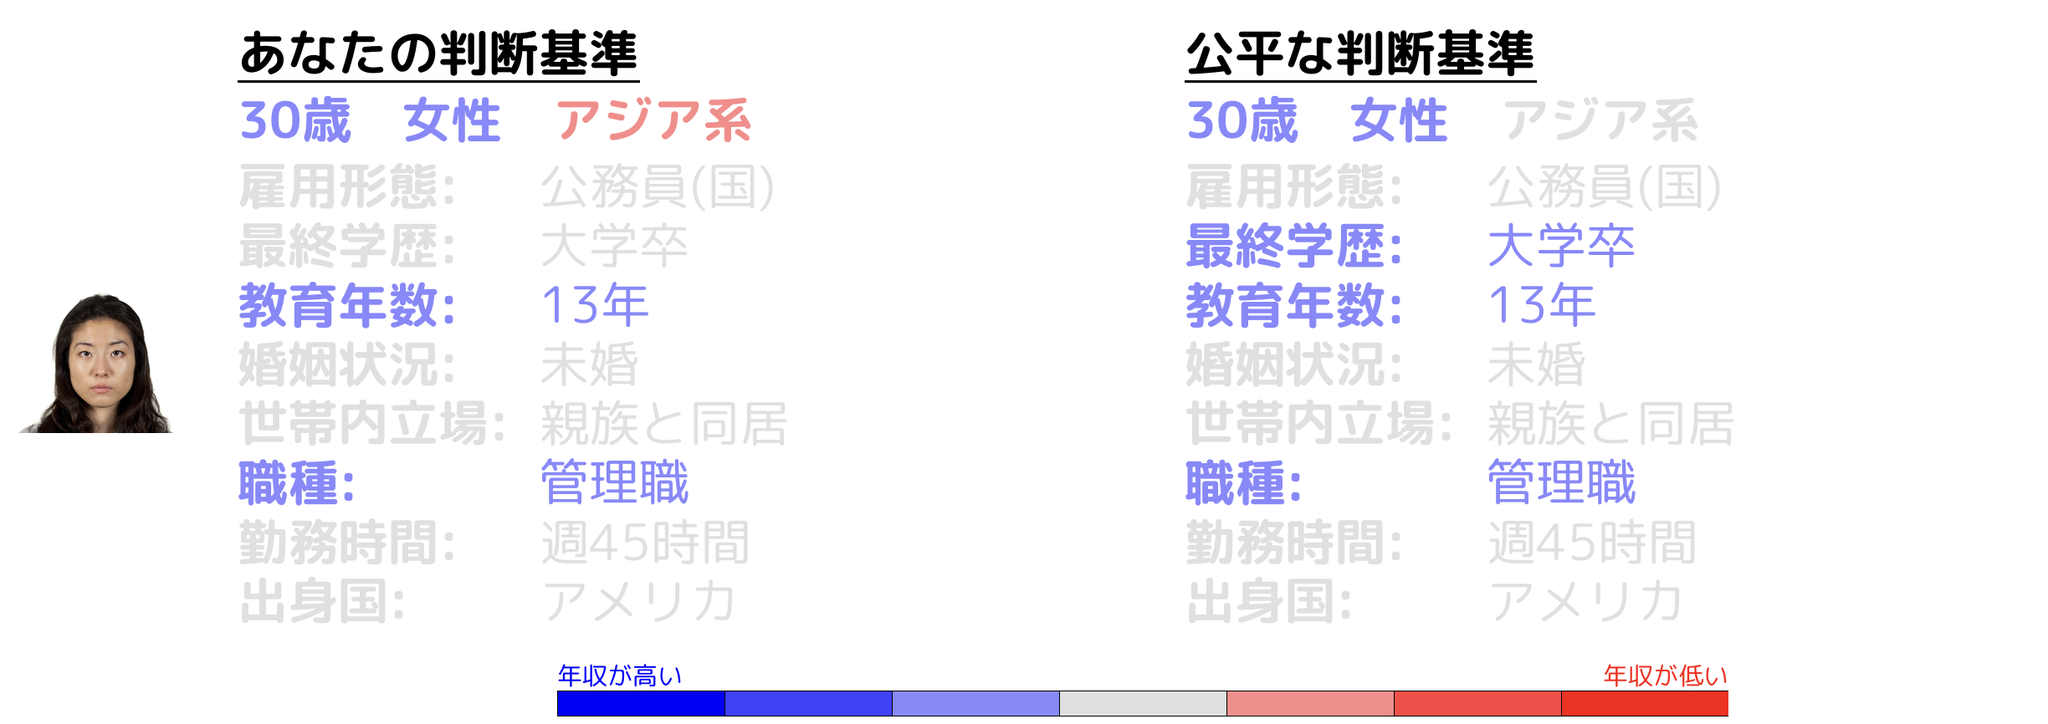 あなたの判断基準
30歳 女性 アジア系
雇用形態: 公務員(国)
最終学歴: 大学卒
教育年数: 13年
婚姻状況: 未婚
世帯内立場: 親族と同居
職種: 管理職
勤務時間: 週45時間
出身国: アメリカ
公平な判断基準
30歳 女性 アジア系
雇用形態: 公務員(国)
最終学歴: 大学卒
教育年数: 13年
婚姻状況: 未婚
世帯内立場: 親族と同居
職種: 管理職
勤務時間: 週45時間
出身国: アメリカ
年収が高い
年収が低い